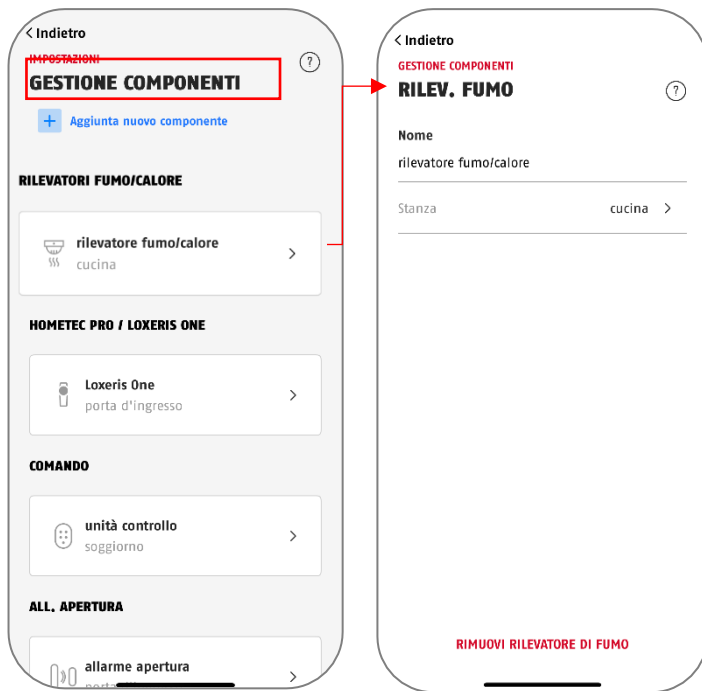 Indietro
IMPOSTAZIONI
GESTIONE COMPONENTI
?
+ Aggiunta nuovo componente
RILEVATORI FUMO/CALORE
rilevatore fumo/calore
cucina
HOMETEC PRO / LOXERIS ONE
Loxeris One
porta d'ingresso
COMANDO
unità controllo
soggiorno
ALL. APERTURA
allarme apertura
Indietro
GESTIONE COMPONENTI
RILEV. FUMO
?
Nome
rilevatore fumo/calore
Stanza cucina
RIMUOVI RILEVATORE DI FUMO